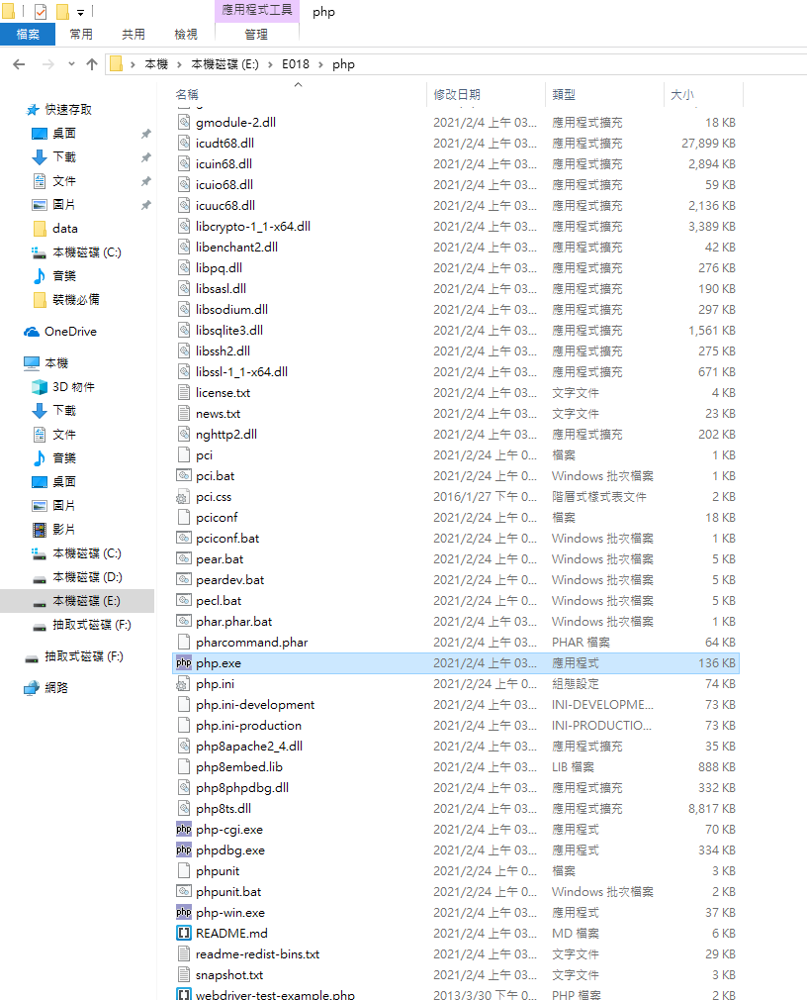 應用程式工具 php
檔案 常用 共用 檢視 管理
本機 本機磁碟 (E:) E018 php
快速存取
桌面
下載
文件
圖片
data
本機磁碟 (C:)
音樂
裝機必備
OneDrive
本機
3D 物件
下載
文件
音樂
桌面
圖片
影片
本機磁碟 (C:)
本機磁碟 (D:)
本機磁碟 (E:)
抽取式磁碟 (F:)
抽取式磁碟 (F:)
網路
名稱 修改日期 類型 大小
gmodule-2.dll 2021/2/4 上午 03... 應用程式擴充 18 KB
icudt68.dll 2021/2/4 上午 03... 應用程式擴充 27,899 KB
icuin68.dll 2021/2/4 上午 03... 應用程式擴充 2,894 KB
icuio68.dll 2021/2/4 上午 03... 應用程式擴充 59 KB
icuuc68.dll 2021/2/4 上午 03... 應用程式擴充 2,136 KB
libcrypto-1_1-x64.dll 2021/2/4 上午 03... 應用程式擴充 3,389 KB
libenchant2.dll 2021/2/4 上午 03... 應用程式擴充 42 KB
libpq.dll 2021/2/4 上午 03... 應用程式擴充 276 KB
libsasl.dll 2021/2/4 上午 03... 應用程式擴充 190 KB
libsodium.dll 2021/2/4 上午 03... 應用程式擴充 297 KB
libsqlite3.dll 2021/2/4 上午 03... 應用程式擴充 1,561 KB
libssh2.dll 2021/2/4 上午 03... 應用程式擴充 275 KB
libssl-1_1-x64.dll 2021/2/4 上午 03... 應用程式擴充 671 KB
license.txt 2021/2/4 上午 03... 文字文件 4 KB
news.txt 2021/2/4 上午 03... 文字文件 23 KB
nghttp2.dll 2021/2/4 上午 03... 應用程式擴充 202 KB
pci 2021/2/24 上午 0... 檔案 1 KB
pci.bat 2021/2/24 上午 0... Windows 批次檔案 1 KB
pci.css 2016/1/27 下午 0... 階層式樣式表文件 2 KB
pciconf 2021/2/24 上午 0... 檔案 18 KB
pciconf.bat 2021/2/24 上午 0... Windows 批次檔案 1 KB
pear.bat 2021/2/24 上午 0... Windows 批次檔案 5 KB
peardev.bat 2021/2/24 上午 0... Windows 批次檔案 5 KB
pecl.bat 2021/2/24 上午 0... Windows 批次檔案 5 KB
phar.phar.bat 2021/2/24 上午 0... Windows 批次檔案 1 KB
pharcommand.phar 2021/2/4 上午 03... PHAR 檔案 64 KB
php.exe 2021/2/4 上午 03... 應用程式 136 KB
php.ini 2021/2/24 上午 0... 組態設定 74 KB
php.ini-development 2021/2/4 上午 03... INI-DEVELOPME... 73 KB
php.ini-production 2021/2/4 上午 03... INI-PRODUCTIO... 73 KB
php8apache2_4.dll 2021/2/4 上午 03... 應用程式擴充 35 KB
php8embed.lib 2021/2/4 上午 03... LIB 檔案 888 KB
php8phpdbg.dll 2021/2/4 上午 03... 應用程式擴充 332 KB
php8ts.dll 2021/2/4 上午 03... 應用程式擴充 8,817 KB
php-cgi.exe 2021/2/4 上午 03... 應用程式 70 KB
phpdbg.exe 2021/2/4 上午 03... 應用程式 334 KB
phpunit 2021/2/24 上午 0... 檔案 3 KB
phpunit.bat 2021/2/24 上午 0... Windows 批次檔案 2 KB
php-win.exe 2021/2/4 上午 03... 應用程式 37 KB
README.md 2021/2/4 上午 03... MD 檔案 6 KB
readme-redist-bins.txt 2021/2/4 上午 03... 文字文件 29 KB
snapshot.txt 2021/2/4 上午 03... 文字文件 3 KB
webdriver-test-example.php 2013/3/30 下午 0... PHP 檔案 2 KB